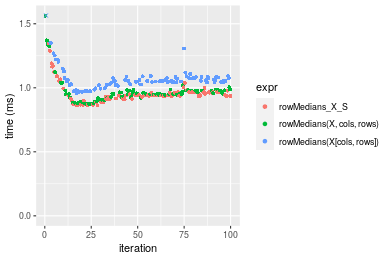 time (ms)
1.5
1.0
0.5
0.0
0
25
50
75
100
iteration
expr
rowMedians_X_S
rowMedians(X, cols, rows)
rowMedians(X[cols, rows])